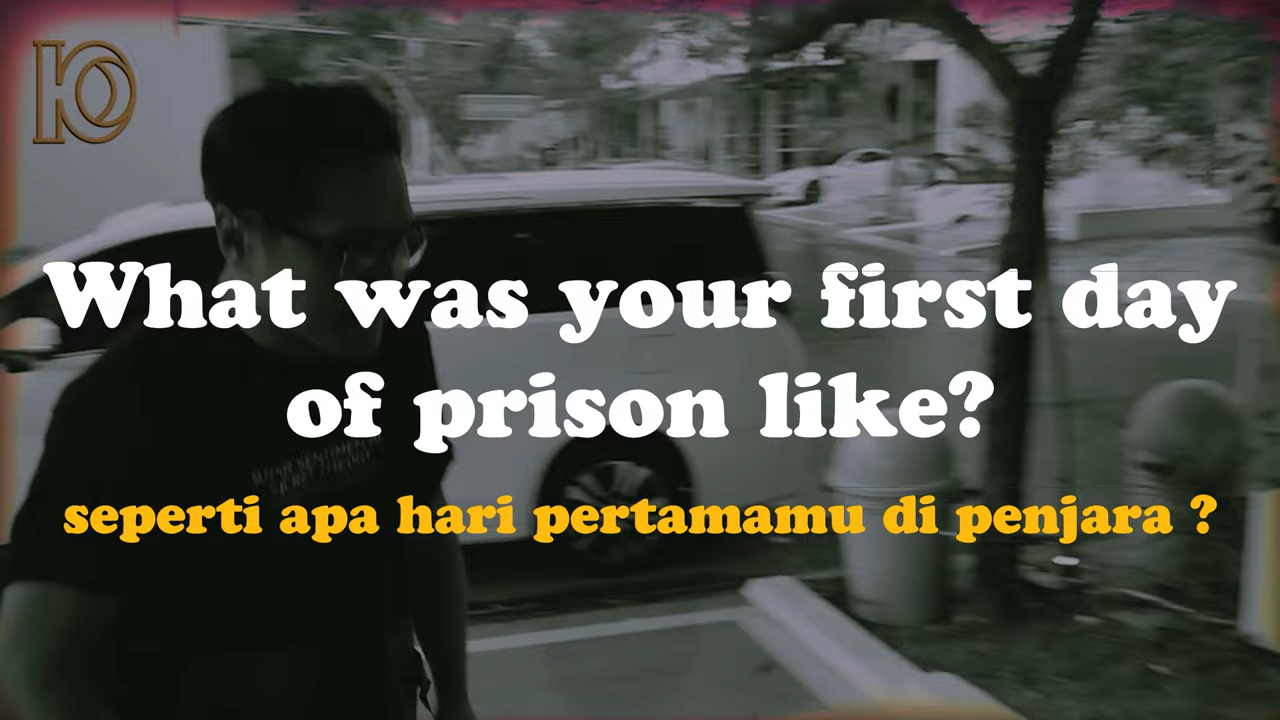 What was your first day
of prison like?
seperti apa hari pertamamu di penjara ?